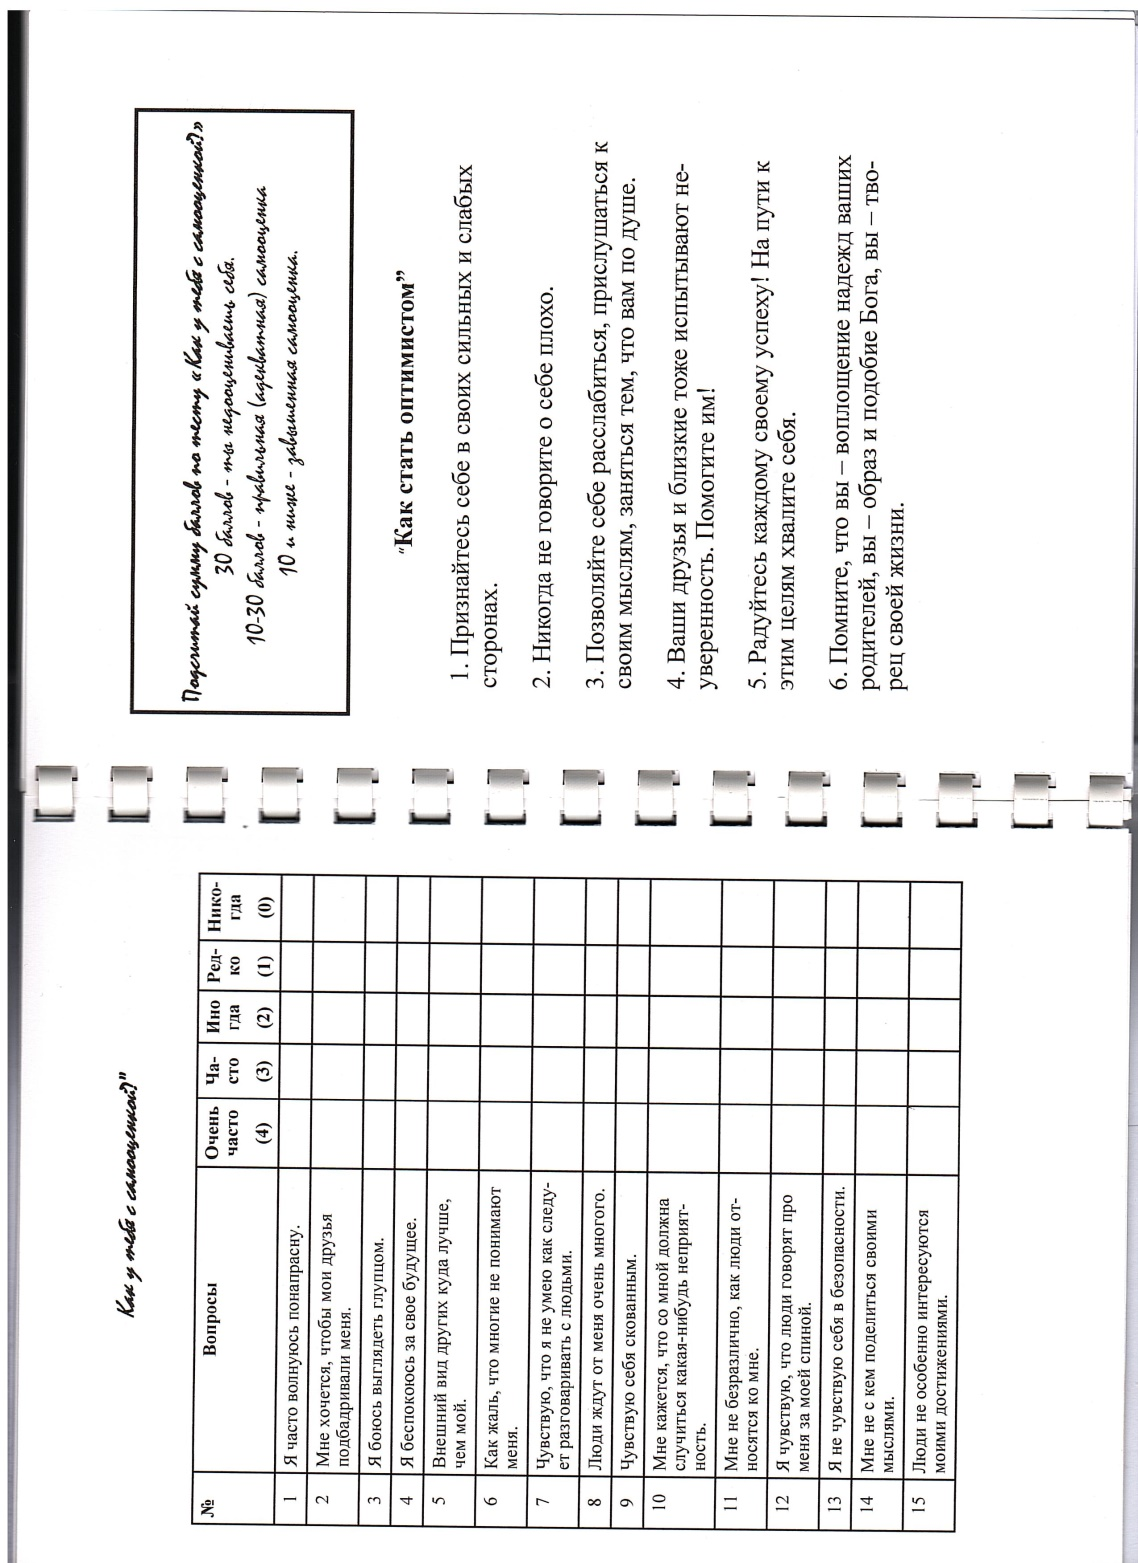 Как у тебя с самооценкой?"
№ Вопросы Очень часто (4) Ча- сто (3) Ино гда (2) Ред- ко (1) Нико- гда (0)
1 Я часто волнуюсь понапрасну.
2 Мне хочется, чтобы мои друзья
подбадривали меня.
3 Я боюсь выглядеть глупцом.
4 Я беспокоюсь за свое будущее.
5 Внешний вид других куда лучше,
чем мой.
6 Как жаль, что многие не понимают
меня.
7 Чувствую, что я не умею как следу-
ет разговаривать с людьми.
8 Люди ждут от меня очень многого.
9 Чувствую себя скованным.
10 Мне кажется, что со мной должна
случиться какая-нибудь неприят-
ность.
11 Мне не безразлично, как люди от-
носятся ко мне.
12 Я чувствую, что люди говорят про
меня за моей спиной.
13 Я не чувствую себя в безопасности.
14 Мне не с кем поделиться своими
мыслями.
15 Люди не особенно интересуются
моими достижениями.
Подсчитай сумму баллов по тесту «Как у тебя с самооценкой?»
30 баллов - ты недооцениваешь себя.
10-30 баллов - правильная (адекватная) самооценка
10 и ниже - завышенная самооценка.
"Как стать оптимистом”
1. Признайтесь себе в своих сильных и слабых
сторонах.
2. Никогда не говорите о себе плохо.
3. Позволяйте себе расслабиться, прислушаться к
своим мыслям, заняться тем, что вам по душе.
4. Ваши друзья и близкие тоже испытывают не-
уверенность. Помогите им!
5. Радуйтесь каждому своему успеху! На пути к
этим целям хвалите себя.
6. Помните, что вы – воплощение надежд ваших
родителей, вы – образ и подобие Бога, вы – тво-
рец своей жизни.